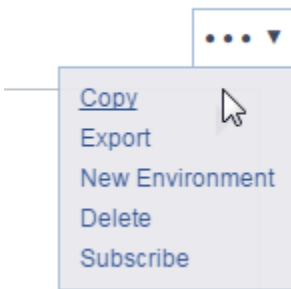 ••• ▼
Copy
Export
New Environment
Delete
Subscribe